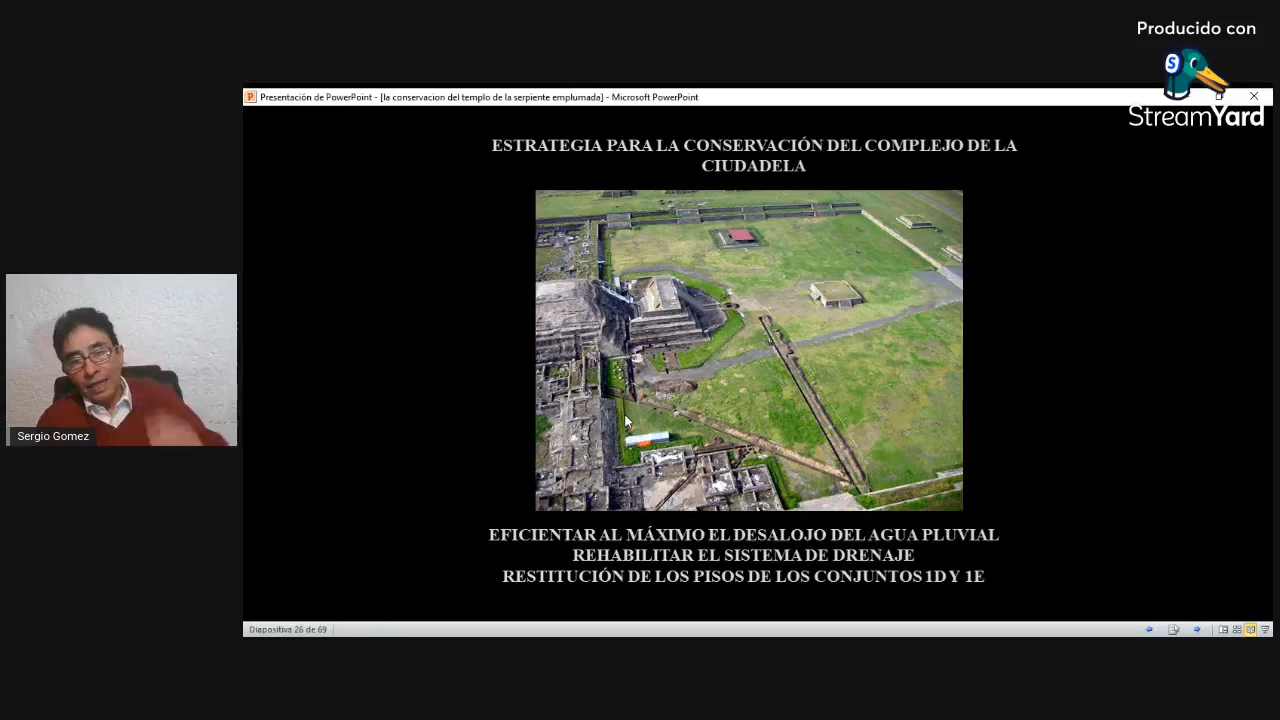 Producido con
StreamYard
Presentación de PowerPoint - [la conservacion del templo de la serpiente emplumada] - Microsoft PowerPoint
ESTRATEGIA PARA LA CONSERVACIÓN DEL COMPLEJO DE LA
CIUDADELA
Sergio Gomez
EFICIENTAR AL MÁXIMO EL DESALOJO DEL AGUA PLUVIAL
REHABILITAR EL SISTEMA DE DRENAJE
RESTITUCIÓN DE LOS PISOS DE LOS CONJUNTOS 1D Y 1E
Diapositiva 26 de 69